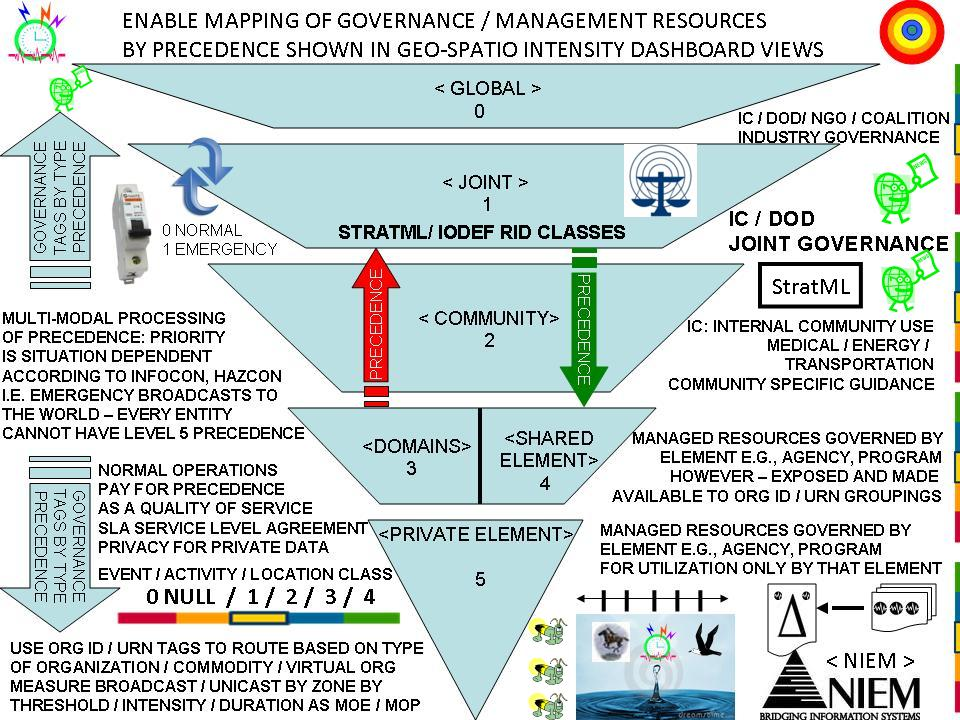 ENABLE MAPPING OF GOVERNANCE / MANAGEMENT RESOURCES
BY PRECEDENCE SHOWN IN GEO-SPATIO INTENSITY DASHBOARD VIEWS
< GLOBAL >
0
IC / DOD/ NGO / COALITION
INDUSTRY GOVERNANCE
GOVERNANCE
TAGS BY TYPE
PRECEDENCE
0 NORMAL
1 EMERGENCY
< JOINT >
1
STRATML/ IODEF RID CLASSES
NEWS
IC / DOD
JOINT GOVERNANCE
StratML
NEWS
PRECEDENCE
PRECEDENCE
< COMMUNITY>
2
IC: INTERNAL COMMUNITY USE
MEDICAL / ENERGY /
TRANSPORTATION
COMMUNITY SPECIFIC GUIDANCE
MULTI-MODAL PROCESSING
OF PRECEDENCE: PRIORITY
IS SITUATION DEPENDENT
ACCORDING TO INFOCON, HAZCON
I.E. EMERGENCY BROADCASTS TO
THE WORLD – EVERY ENTITY
CANNOT HAVE LEVEL 5 PRECEDENCE
<DOMAINS>
3
<SHARED
ELEMENT>
4
MANAGED RESOURCES GOVERNED BY
ELEMENT E.G., AGENCY, PROGRAM
HOWEVER – EXPOSED AND MADE
AVAILABLE TO ORG ID / URN GROUPINGS
GOVERNANCE
TAGS BY TYPE
PRECEDENCE
NORMAL OPERATIONS
PAY FOR PRECEDENCE
AS A QUALITY OF SERVICE
SLA SERVICE LEVEL AGREEMENT
PRIVACY FOR PRIVATE DATA
EVENT / ACTIVITY / LOCATION CLASS
0 NULL / 1 / 2 / 3 / 4
<PRIVATE ELEMENT>
5
MANAGED RESOURCES GOVERNED BY
ELEMENT E.G., AGENCY, PROGRAM
FOR UTILIZATION ONLY BY THAT ELEMENT
USE ORG ID / URN TAGS TO ROUTE BASED ON TYPE
OF ORGANIZATION / COMMODITY / VIRTUAL ORG
MEASURE BROADCAST / UNICAST BY ZONE BY
THRESHOLD / INTENSITY / DURATION AS MOE / MOP
dreamstime
Δ
< NIEM >
NIEM
BRIDGING INFORMATION SYSTEMS